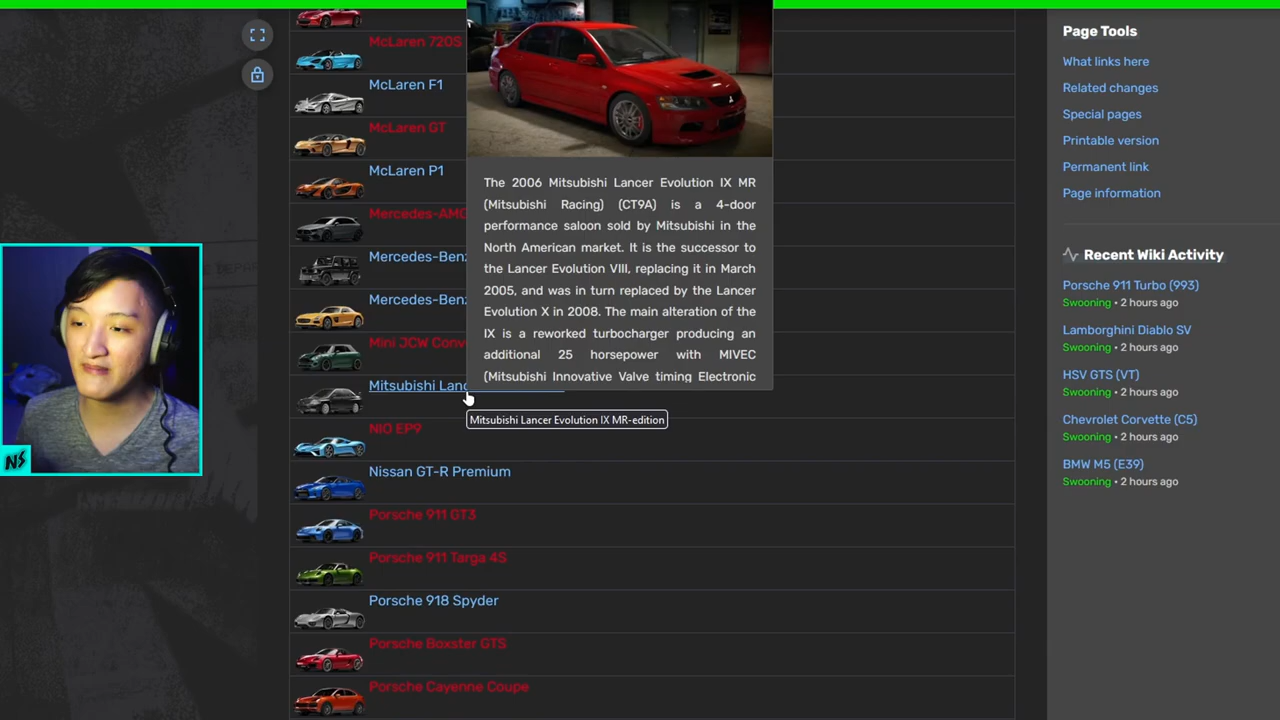 McLaren 720S
McLaren F1
McLaren GT
McLaren P1
Mercedes-AMG
Mercedes-Benz
Mercedes-Benz
Mini JCW Conv
Mitsubishi Lanc
NIO EP9
Nissan GT-R Premium
Porsche 911 GT3
Porsche 911 Targa 4S
Porsche 918 Spyder
Porsche Boxster GTS
Porsche Cayenne Coupe
The 2006 Mitsubishi Lancer Evolution IX MR
(Mitsubishi Racing) (CT9A) is a 4-door
performance saloon sold by Mitsubishi in the
North American market. It is the successor to
the Lancer Evolution VIII, replacing it in March
2005, and was in turn replaced by the Lancer
Evolution X in 2008. The main alteration of the
IX is a reworked turbocharger producing an
additional 25 horsepower with MIVEC
(Mitsubishi Innovative Valve timing Electronic
Mitsubishi Lancer Evolution IX MR-edition
Page Tools
What links here
Related changes
Special pages
Printable version
Permanent link
Page information
Recent Wiki Activity
Porsche 911 Turbo (993)
Swooning • 2 hours ago
Lamborghini Diablo SV
Swooning • 2 hours ago
HSV GTS (VT)
Swooning • 2 hours ago
Chevrolet Corvette (C5)
Swooning • 2 hours ago
BMW M5 (E39)
Swooning • 2 hours ago
NS